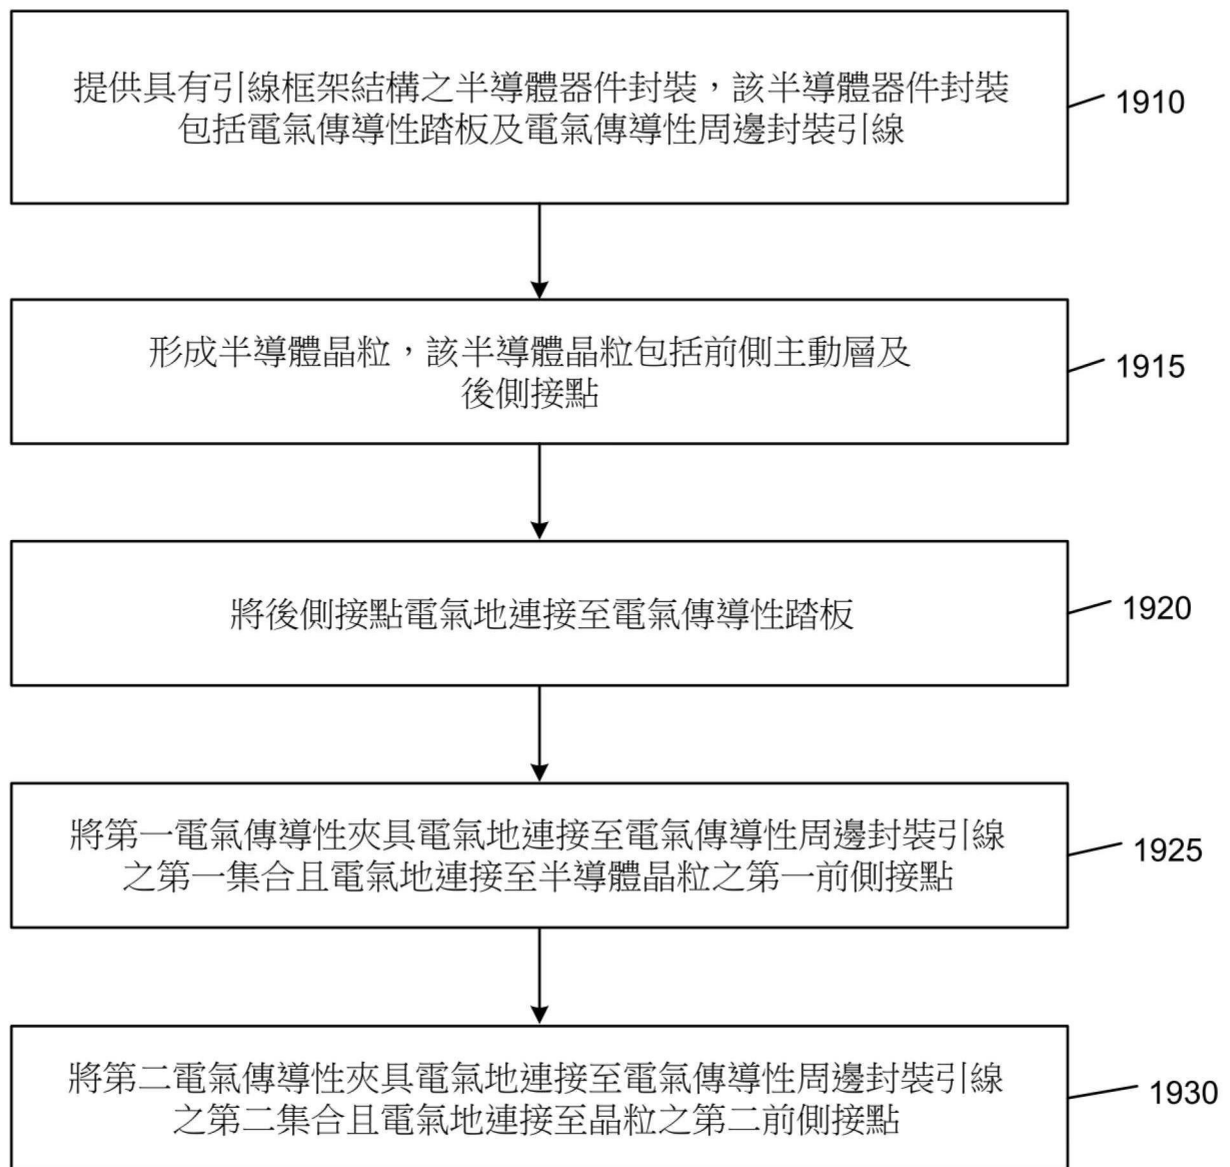 提供具有引線框架結構之半導體器件封裝，該半導體器件封裝
包括電氣傳導性踏板及電氣傳導性周邊封裝引線
1910
形成半導體晶粒，該半導體晶粒包括前側主動層及
後側接點
1915
將後側接點電氣地連接至電氣傳導性踏板
1920
將第一電氣傳導性夾具電氣地連接至電氣傳導性周邊封裝引線
之第一集合且電氣地連接至半導體晶粒之第一前側接點
1925
將第二電氣傳導性夾具電氣地連接至電氣傳導性周邊封裝引線
之第二集合且電氣地連接至晶粒之第二前側接點
1930